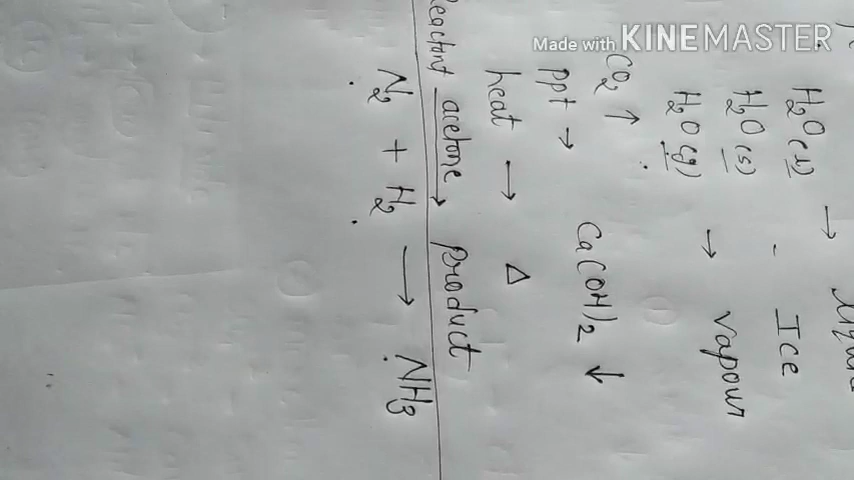 Made with KINEMASTER
H2O (l) →
H2O (s) - Ice
H2O (g) → Vapour
CO2 ↑
ppt → Ca(OH)2 ↓
heat → Δ
Reactant acetone→ Product
N2 + H2 → NH3